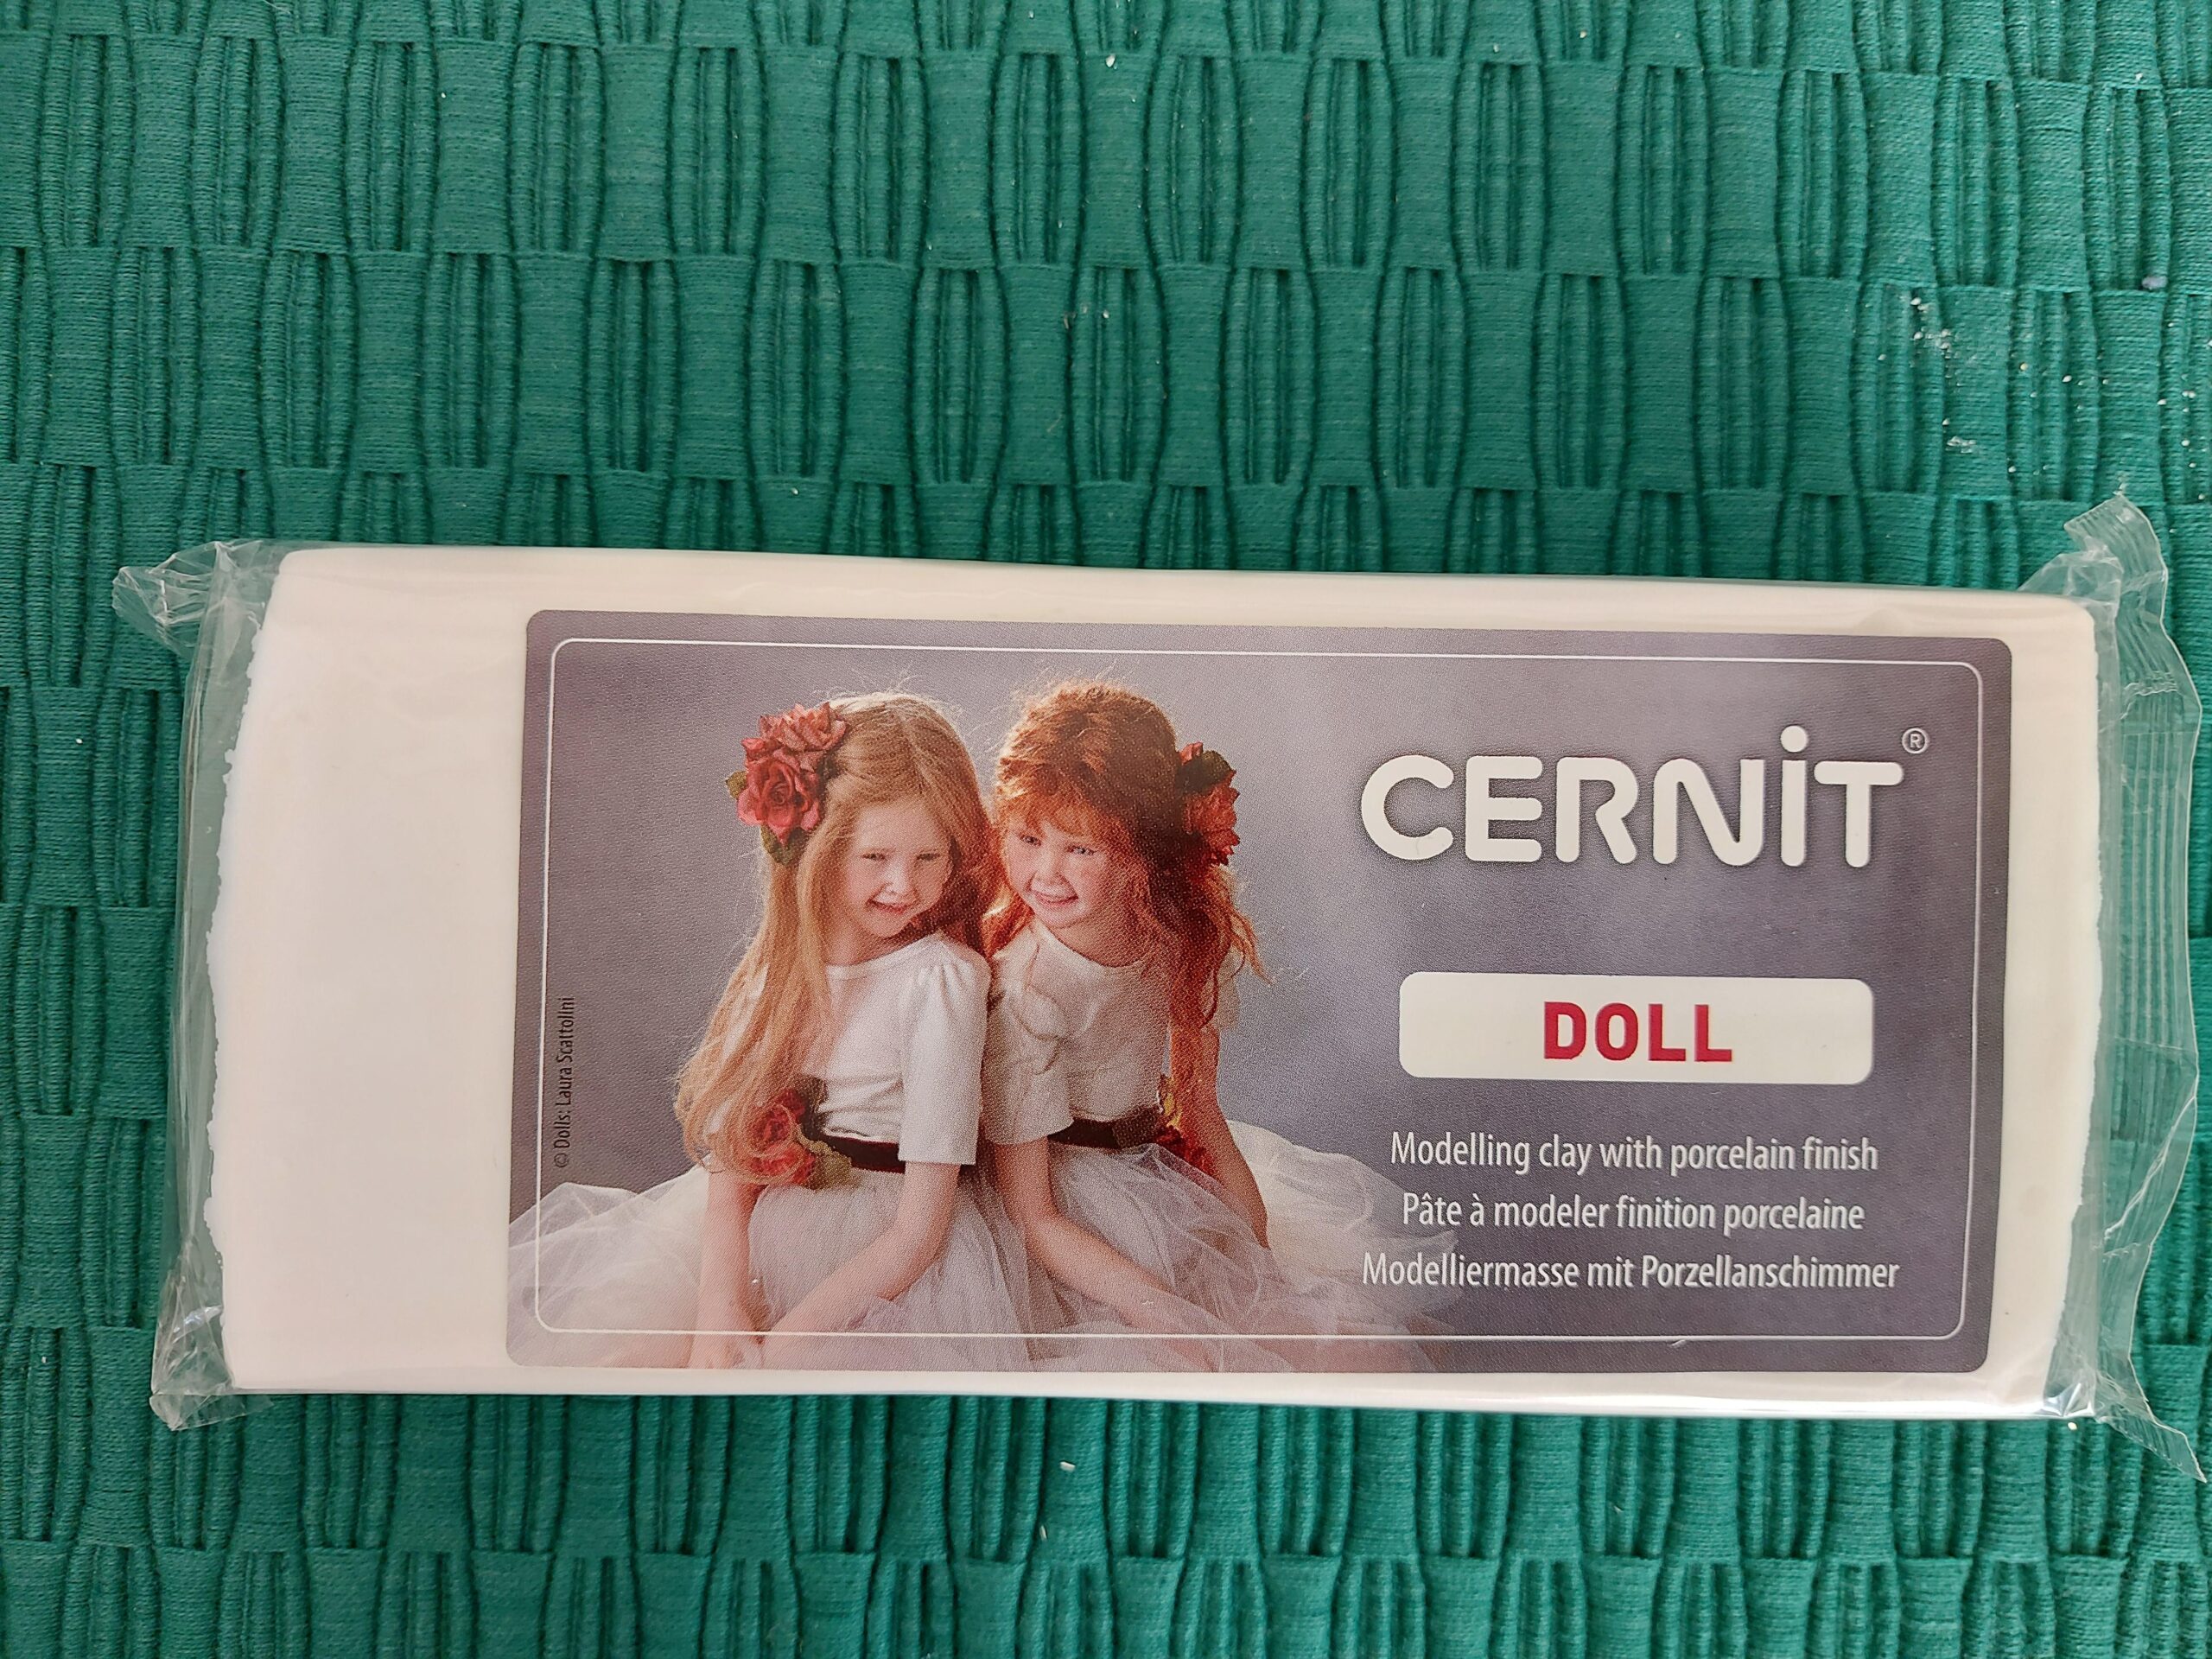 CERNiT®
DOLL
Modelling clay with porcelain finish
Pâte à modeler finition porcelaine
Modelliermasse mit Porzellanschimmer
© Dolls: Laura Scattolini